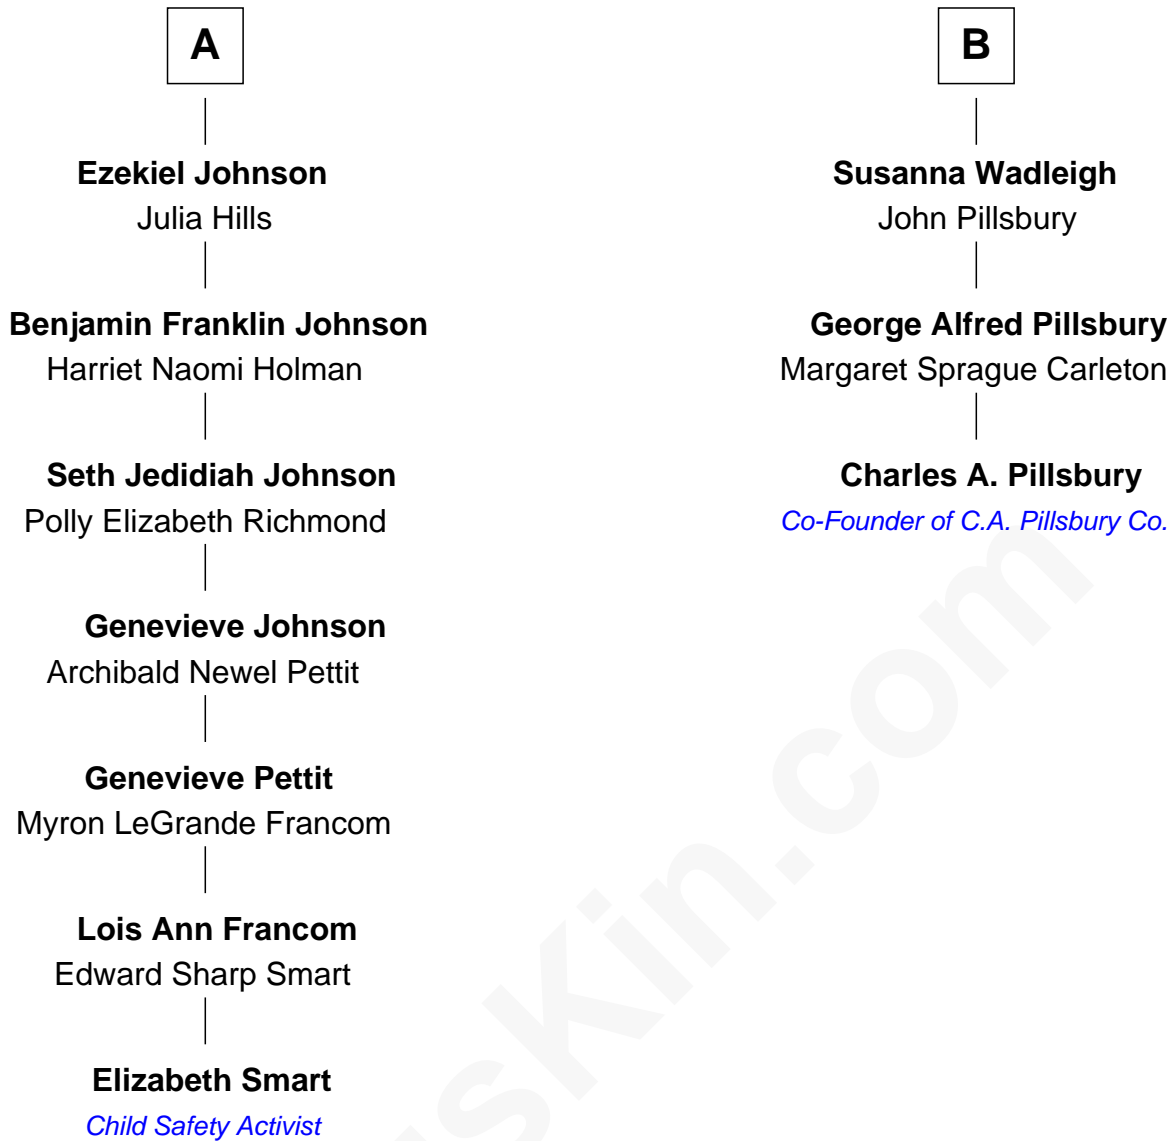 A
Ezekiel Johnson
Julia Hills
Benjamin Franklin Johnson
Harriet Naomi Holman
Seth Jedidiah Johnson
Polly Elizabeth Richmond
Genevieve Johnson
Archibald Newel Pettit
Genevieve Pettit
Myron LeGrande Francom
Lois Ann Francom
Edward Sharp Smart
Elizabeth Smart
Child Safety Activist
B
Susanna Wadleigh
John Pillsbury
George Alfred Pillsbury
Margaret Sprague Carleton
Charles A. Pillsbury
Co-Founder of C.A. Pillsbury Co.
usKin.com